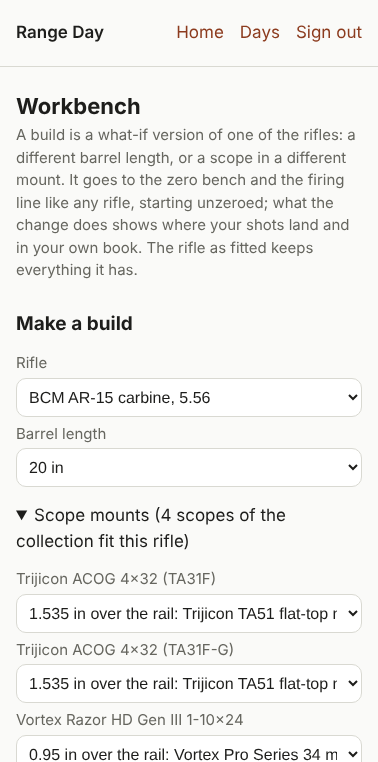 Range Day
Home Days Sign out
Workbench
A build is a what-if version of one of the rifles: a
different barrel length, or a scope in a different
mount. It goes to the zero bench and the firing
line like any rifle, starting unzeroed; what the
change does shows where your shots land and
in your own book. The rifle as fitted keeps
everything it has.
Make a build
Rifle
BCM AR-15 carbine, 5.56
Barrel length
20 in
▼ Scope mounts (4 scopes of the
collection fit this rifle)
Trijicon ACOG 4×32 (TA31F)
1.535 in over the rail: Trijicon TA51 flat-top
Trijicon ACOG 4×32 (TA31F-G)
1.535 in over the rail: Trijicon TA51 flat-top
Vortex Razor HD Gen III 1-10×24
0.95 in over the rail: Vortex Pro Series 34 m